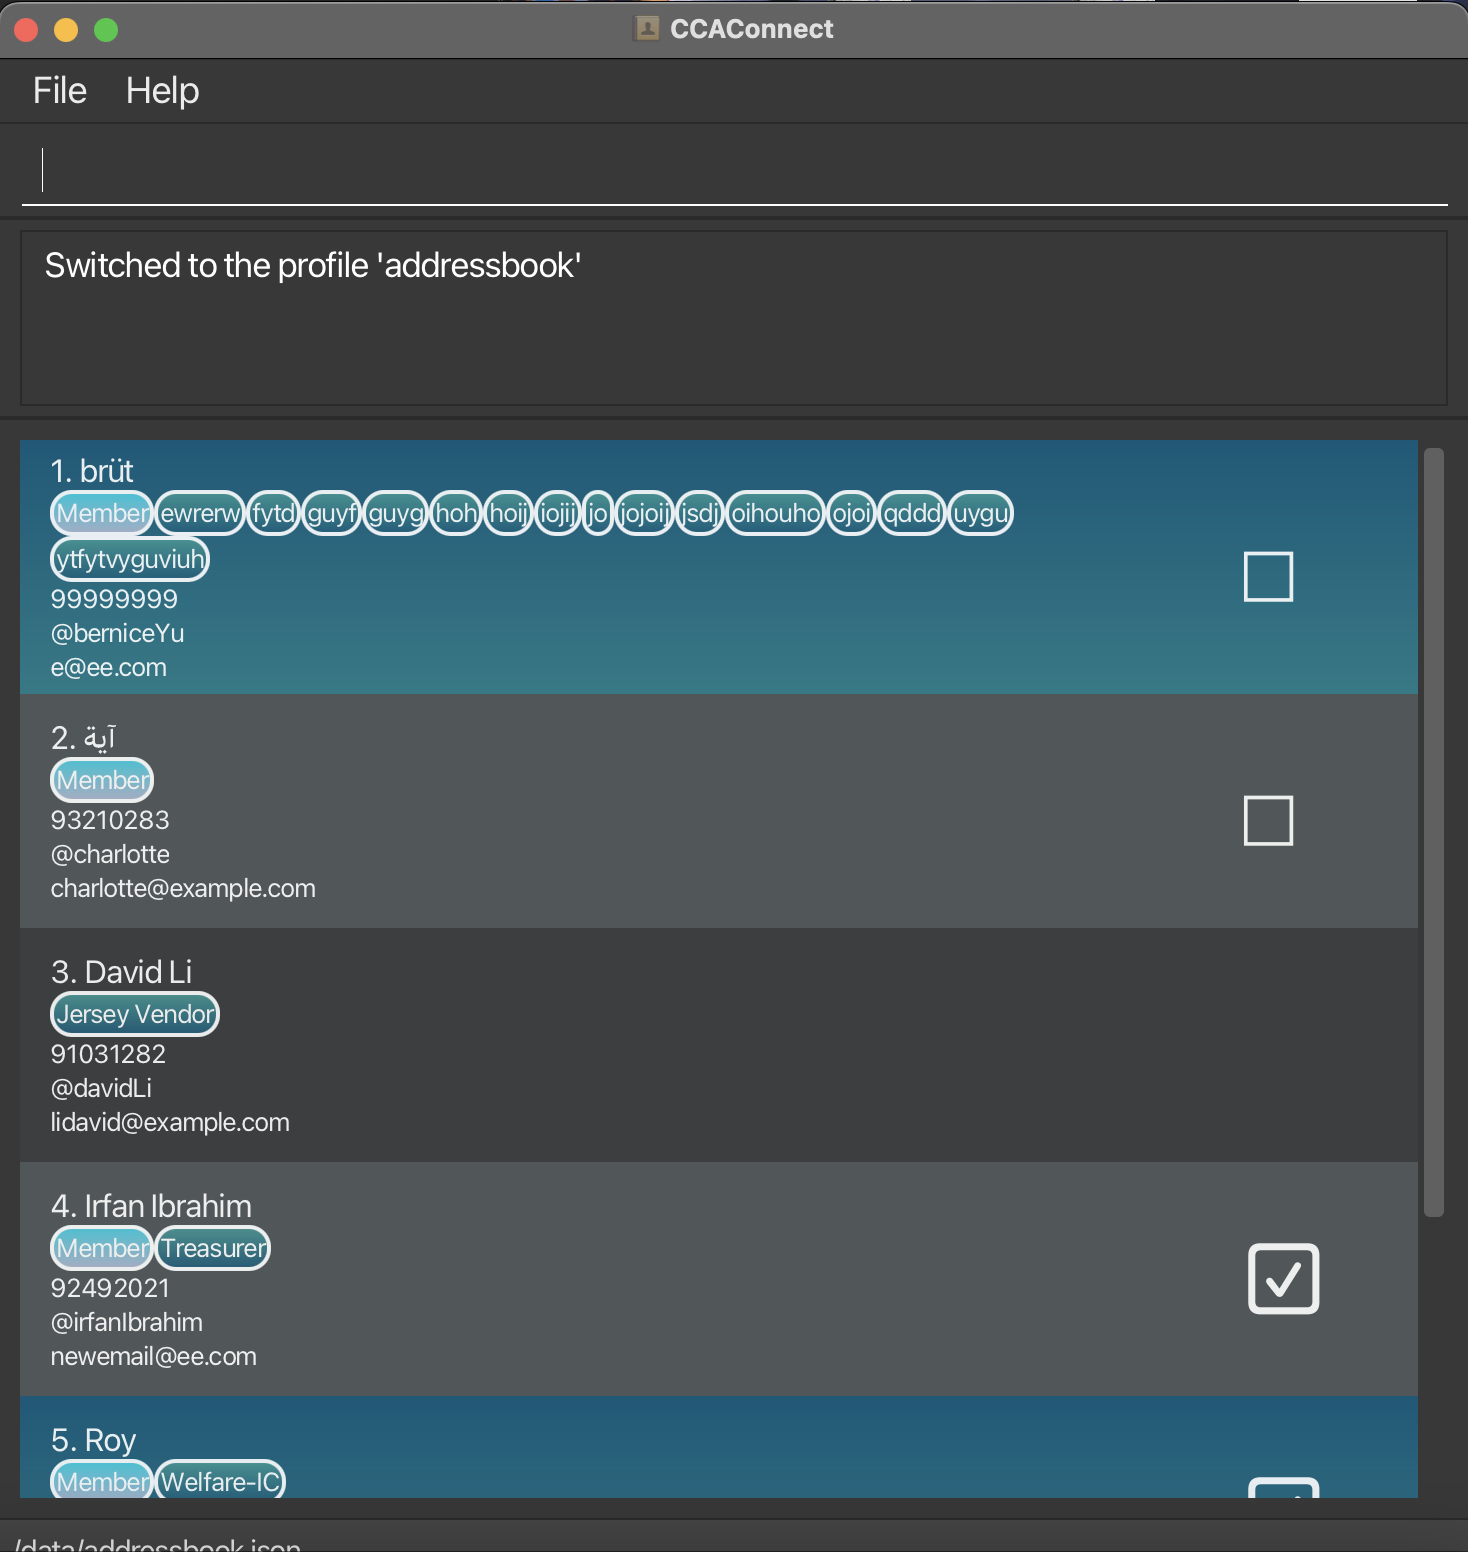 CCAConnect
File Help
Switched to the profile 'addressbook'
1. brüt
Member ewrerw fytd guyf guyg hoh hoij iojij jo jojoij jsdj oihouho ojoi qddd uygu
ytfytvyguviuh
99999999
@berniceYu
e@ee.com
2. آية
Member
93210283
@charlotte
charlotte@example.com
3. David Li
Jersey Vendor
91031282
@davidLi
lidavid@example.com
4. Irfan Ibrahim
Member Treasurer
92492021
@irfanIbrahim
newemail@ee.com
5. Roy
Member Welfare-IC
/data/addressbook.json